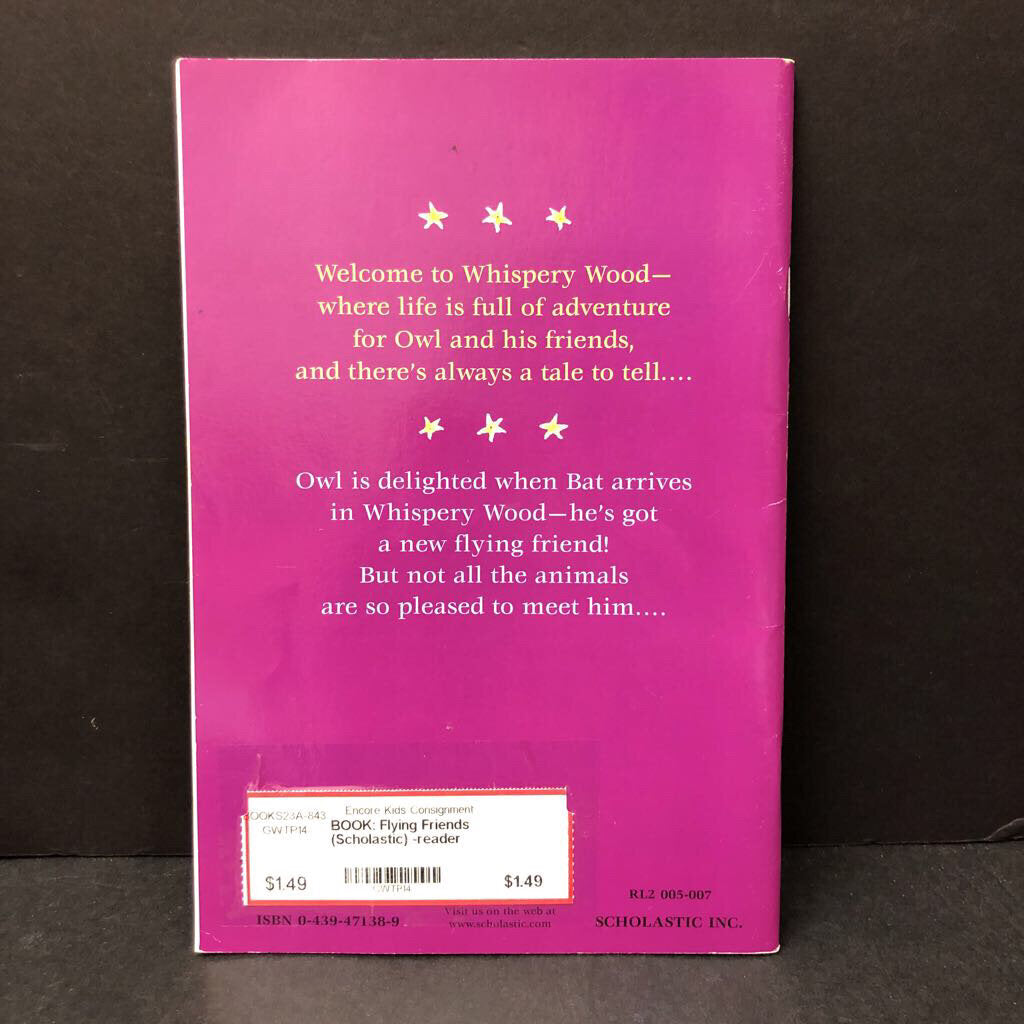 Welcome to Whispery Wood—
where life is full of adventure
for Owl and his friends,
and there's always a tale to tell....
Owl is delighted when Bat arrives
in Whispery Wood—he's got
a new flying friend!
But not all the animals
are so pleased to meet him....
Encore Kids Consignment
OOKS23A-843
GWTP14
BOOK: Flying Friends
(Scholastic) -reader
$1.49
GWTP14
$1.49
RL2 005-007
ISBN 0-439-47138-9
Visit us on the web at
www.scholastic.com
SCHOLASTIC INC.